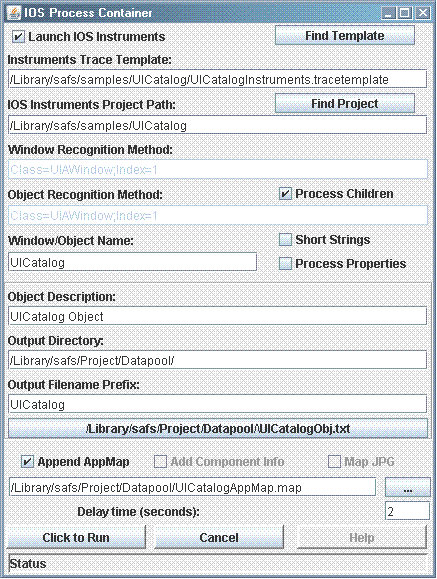 IOS Process Container
Launch IOS Instruments Find Template
Instruments Trace Template:
/Library/safs/samples/UICatalog/UICatalogInstruments.tracetemplate
IOS Instruments Project Path: Find Project
/Library/safs/samples/UICatalog
Window Recognition Method:
Class=UIAWindow;Index=1
Object Recognition Method: Process Children
Class=UIAWindow;Index=1
Window/Object Name: Short Strings
UICatalog Process Properties
Object Description:
UICatalog Object
Output Directory:
/Library/safs/Project/Datapool/
Output Filename Prefix:
UICatalog
/Library/safs/Project/Datapool/\UICatalogObj.txt
Append AppMap Add Component Info Map JPG
/Library/safs/Project/Datapool/UICatalogAppMap.map ...
Delay time (seconds): 2
Click to Run Cancel Help
Status